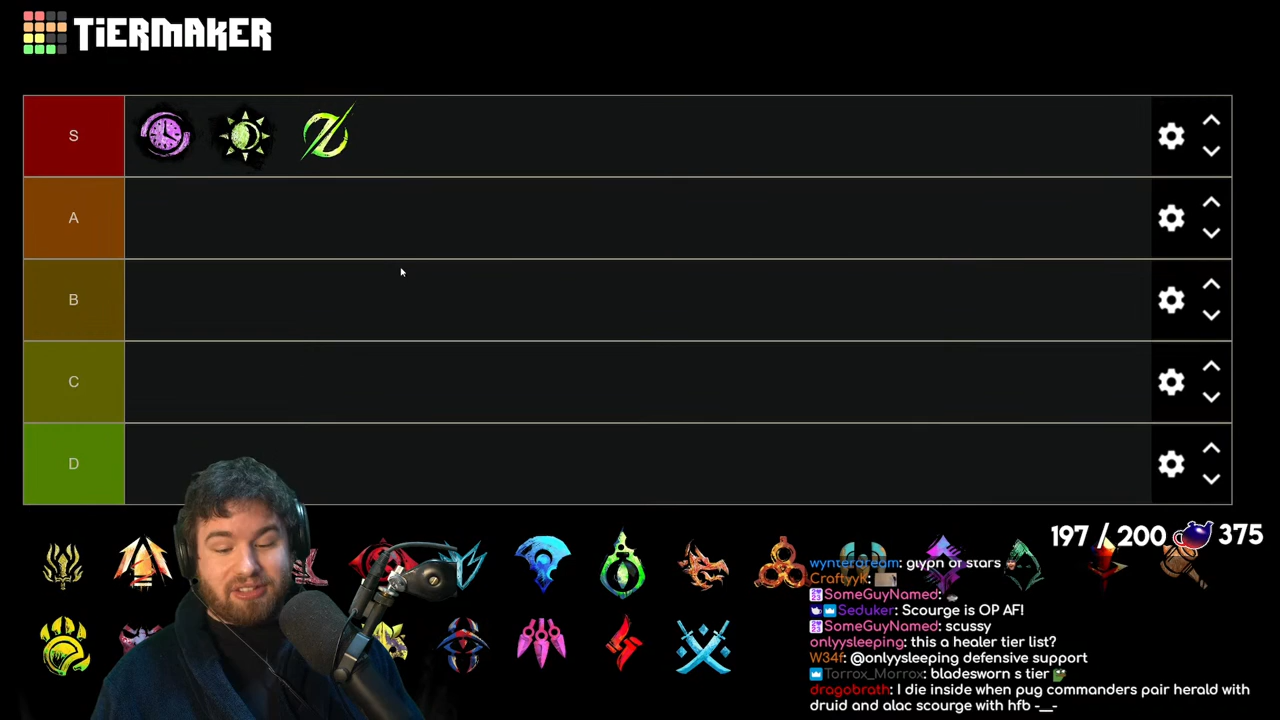 TiERMAKER
S
A
B
C
D
197 / 200 375
wynterdream: glyph of stars
CraftyyK:
SomeGuyNamed:
Seduker: Scourge is OP AF!
SomeGuyNamed: scussy
onlyysleeping: this a healer tier list?
W34f: @onlyysleeping defensive support
Torrox_Morrox: bladesworn s tier
dragobrath: I die inside when pug commanders pair herald with
druid and alac scourge with hfb -__-